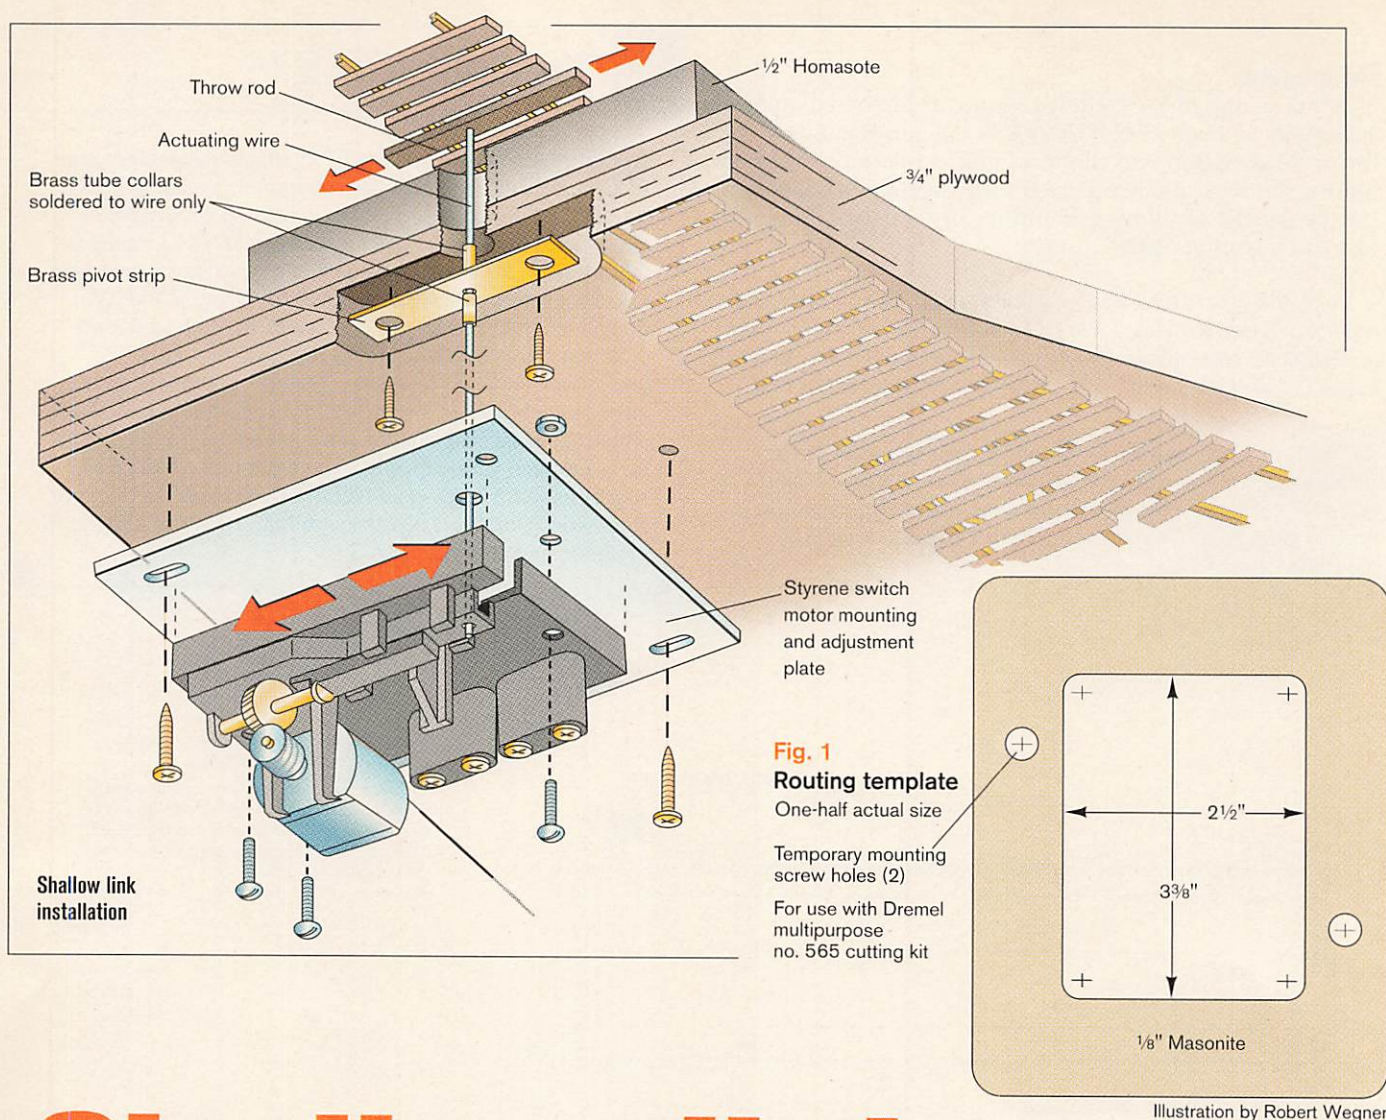 Throw rod
Actuating wire
Brass tube collars
soldered to wire only
Brass pivot strip
½" Homasote
¾" plywood
Styrene switch
motor mounting
and adjustment
plate
Shallow link
installation
Fig. 1
Routing template
One-half actual size
Temporary mounting
screw holes (2)
For use with Dremel
multipurpose
no. 565 cutting kit
2½"
3⅜"
⅛" Masonite
Illustration by Robert Wegner